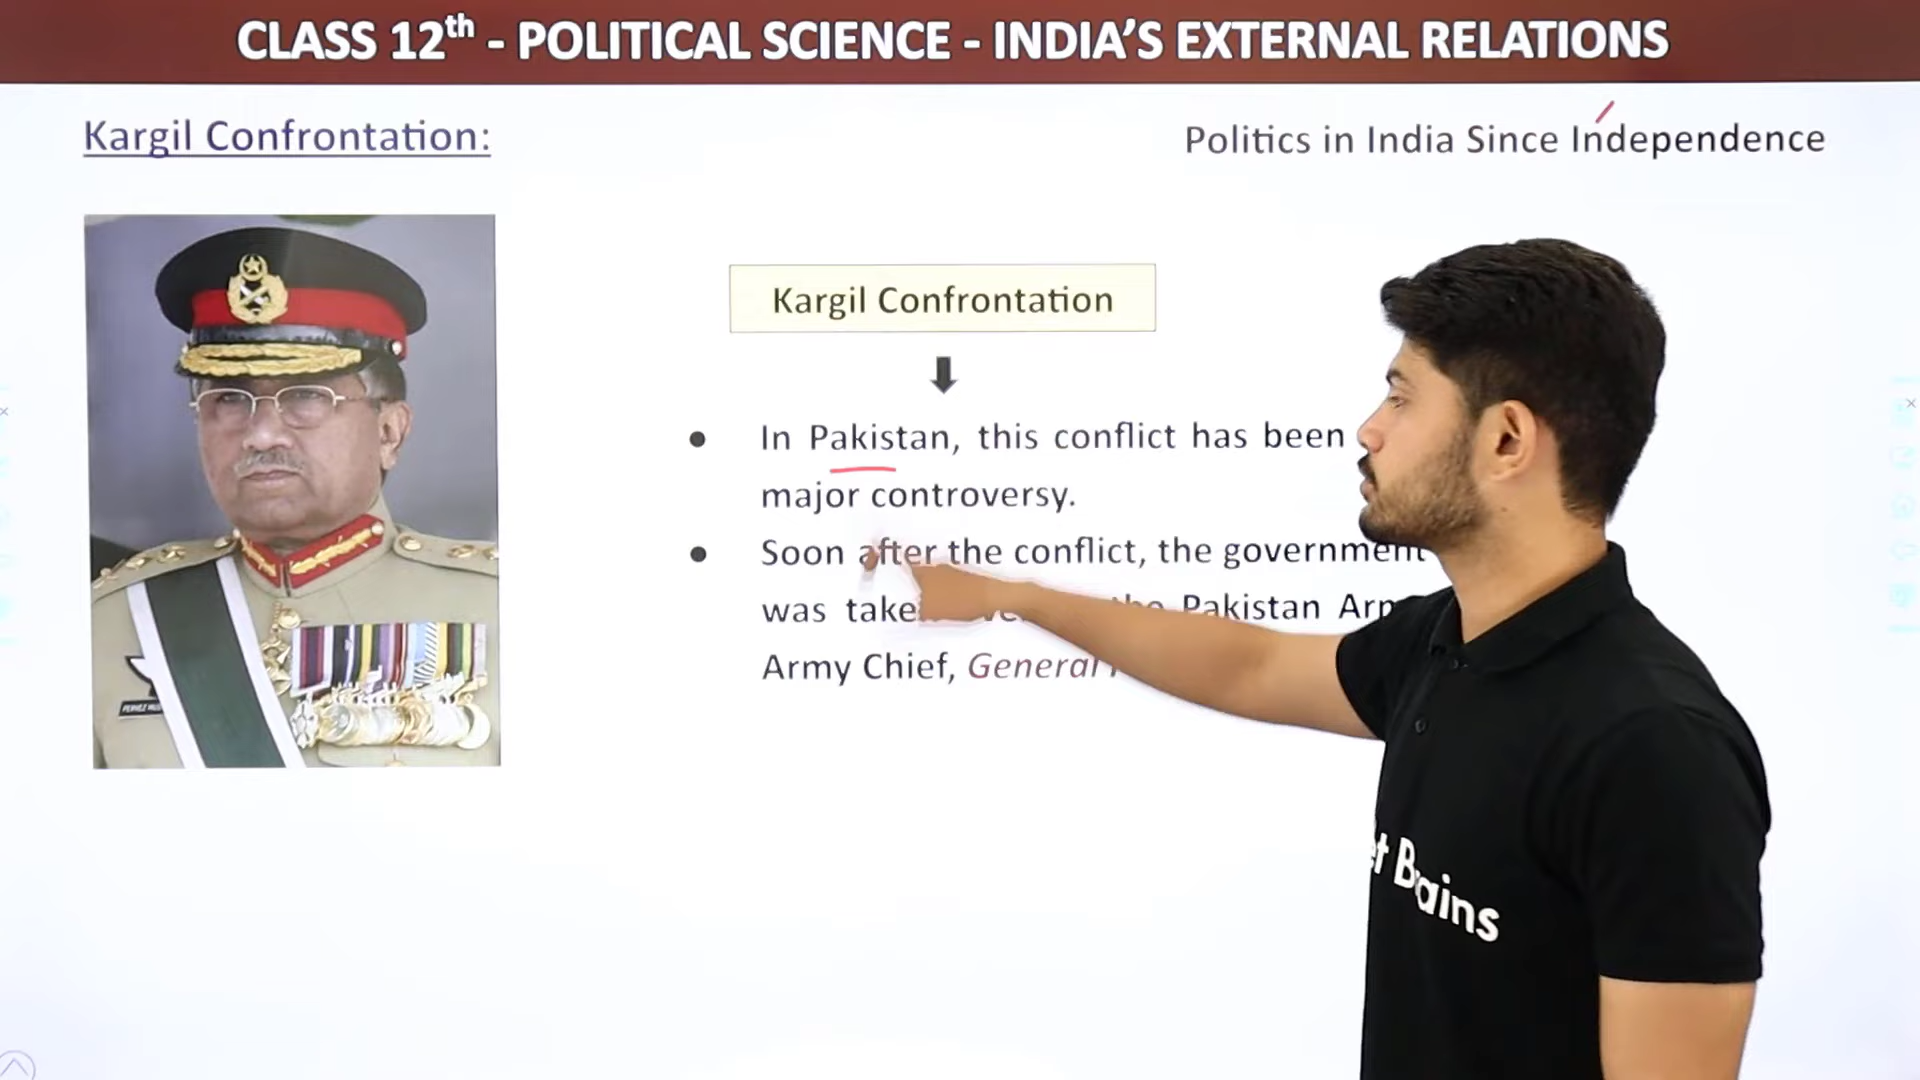 CLASS 12th - POLITICAL SCIENCE - INDIA’S EXTERNAL RELATIONS
Kargil Confrontation:
Politics in India Since Independence
Kargil Confrontation
● In Pakistan, this conflict has been
major controversy.
● Soon after the conflict, the government
was the Pakistan
Army Chief, General
Brains